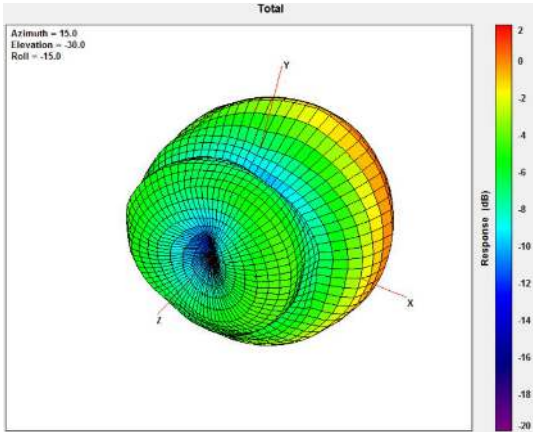 Total
Azimuth = 15.0
Elevation = -30.0
Roll = -15.0
Y
X
Z
2
0
-2
-4
-6
-8
-10
-12
-14
-16
-18
-20
Response (dB)